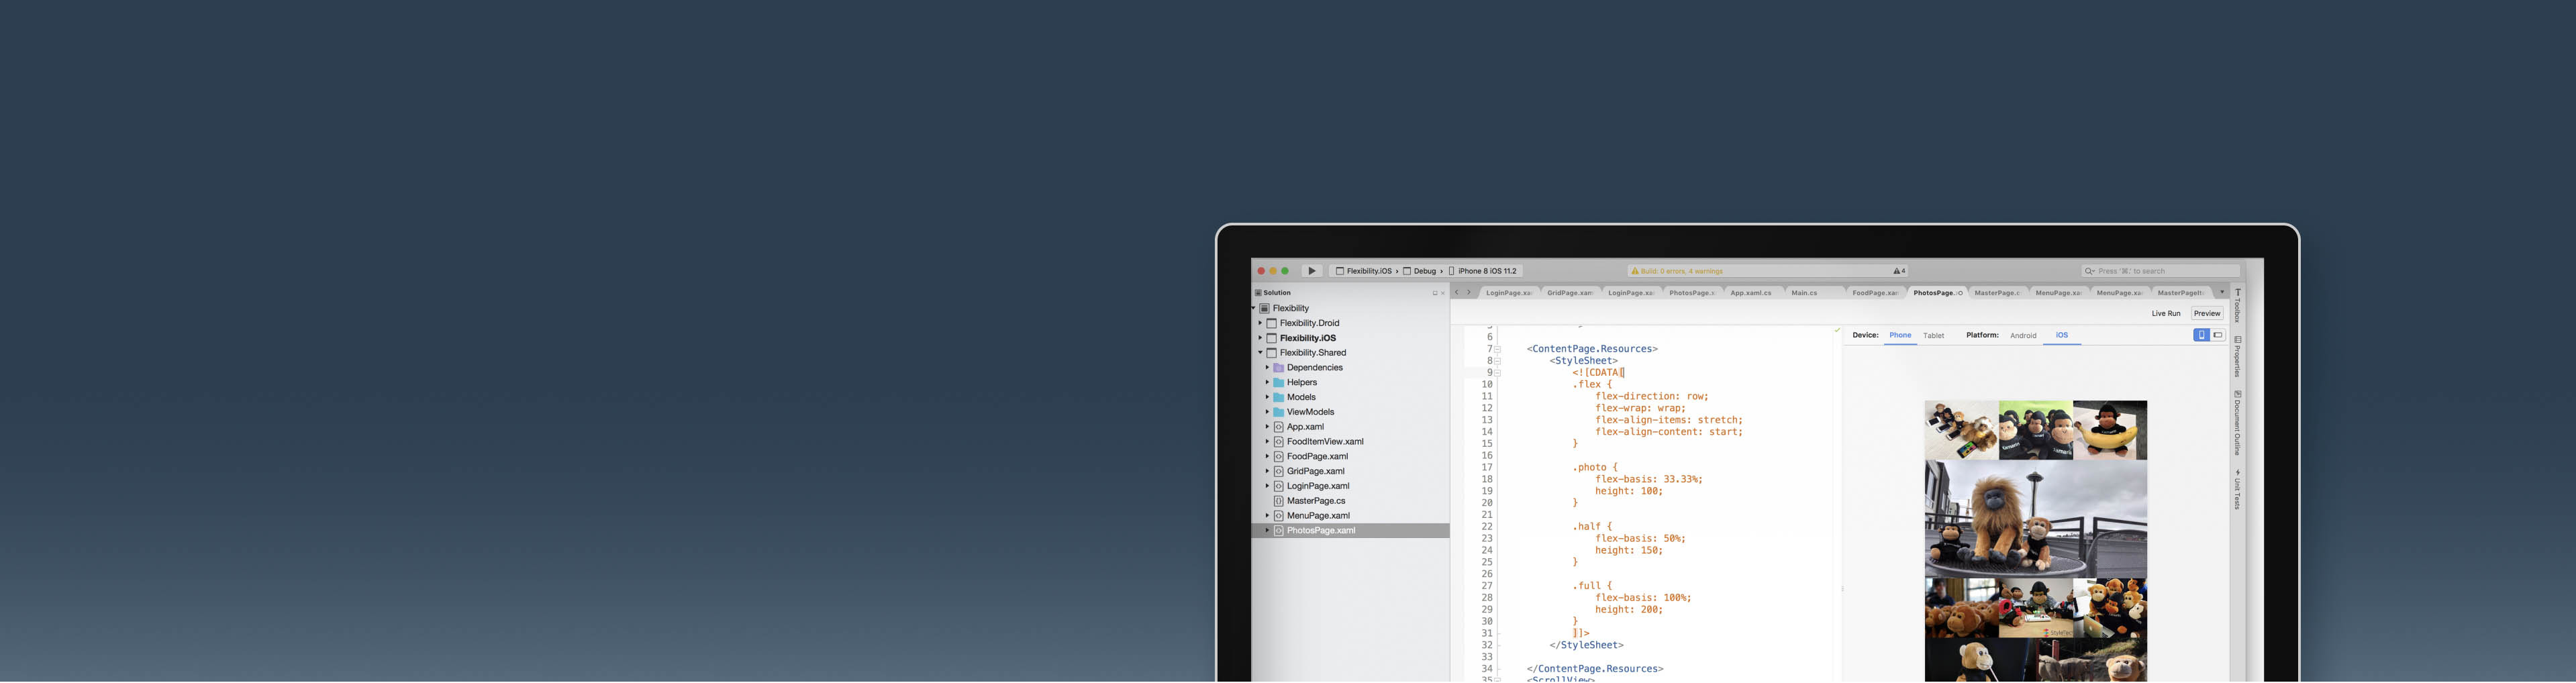 Flexibility.iOS › Debug › iPhone 8 iOS 11.2
Build: 0 errors, 4 warnings
4
Press '⌘.' to search
Solution
Flexibility
Flexibility.Droid
Flexibility.iOS
Flexibility.Shared
Dependencies
Helpers
Models
ViewModels
App.xaml
FoodItemView.xaml
FoodPage.xaml
GridPage.xaml
LoginPage.xaml
MasterPage.cs
MenuPage.xaml
PhotosPage.xaml
LoginPage.xa
GridPage.xam
LoginPage.xa
PhotosPage.x
App.xaml.cs
Main.cs
FoodPage.xa
PhotosPage.
MasterPage.c
MenuPage.xa
MenuPage.xa
MasterPageIt
Live Run
Preview
6
7 <ContentPage.Resources>
8 <StyleSheet>
9 <![CDATA[
10 .flex {
11 flex-direction: row;
12 flex-wrap: wrap;
13 flex-align-items: stretch;
14 flex-align-content: start;
15 }
16
17 .photo {
18 flex-basis: 33.33%;
19 height: 100;
20 }
21
22 .half {
23 flex-basis: 50%;
24 height: 150;
25 }
26
27 .full {
28 flex-basis: 100%;
29 height: 200;
30 }
31 ]]>
32 </StyleSheet>
33
34 </ContentPage.Resources>
35 <ScrollView>
Device: Phone Tablet Platform: Android iOS
Toolbox
Properties
Document Outline
Unit Tests